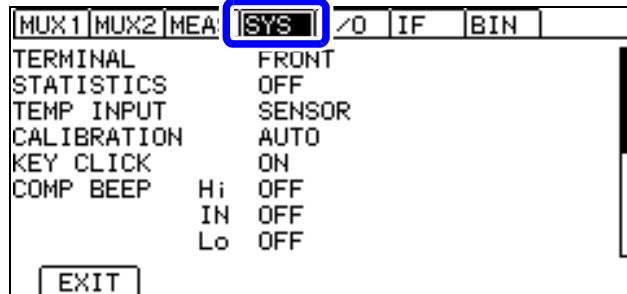 MUX1 MUX2 MEA SYS /O IF BIN
TERMINAL FRONT
STATISTICS OFF
TEMP INPUT SENSOR
CALIBRATION AUTO
KEY CLICK ON
COMP BEEP Hi OFF
IN OFF
Lo OFF
EXIT